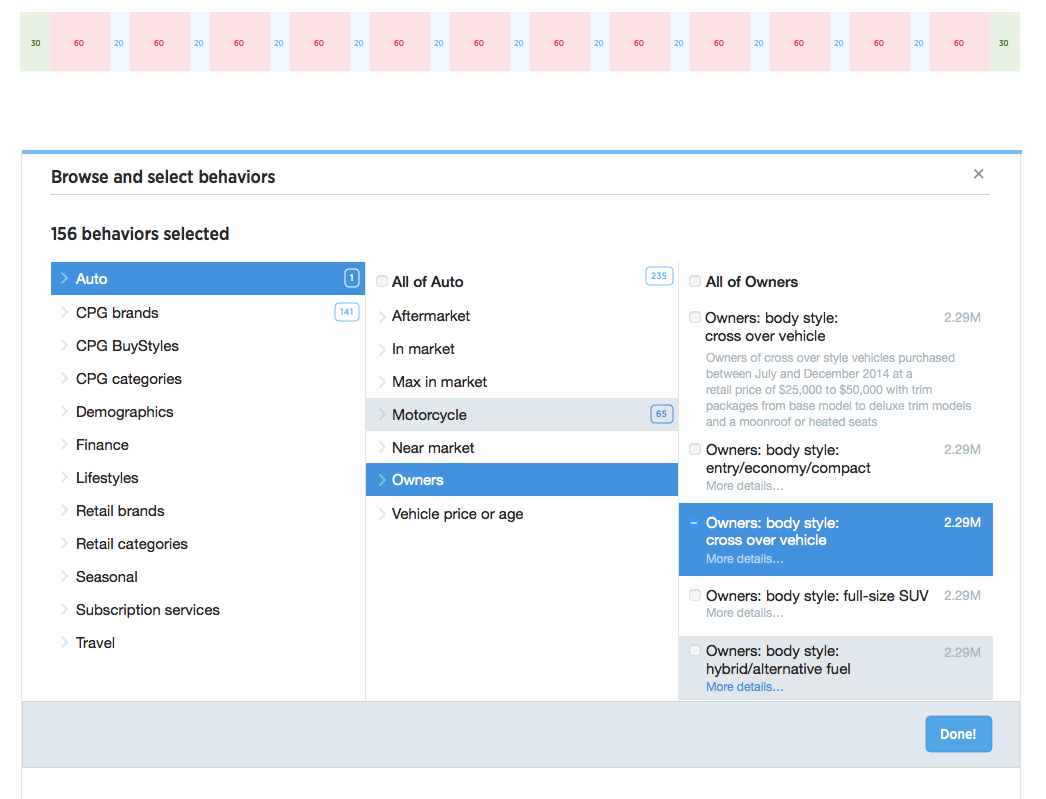 30 60 20 60 20 60 20 60 20 60 20 60 20 60 20 60 20 60 20 60 20 60 20 60 30
Browse and select behaviors
×
156 behaviors selected
Auto 1
CPG brands 141
CPG BuyStyles
CPG categories
Demographics
Finance
Lifestyles
Retail brands
Retail categories
Seasonal
Subscription services
Travel
All of Auto 235
Aftermarket
In market
Max in market
Motorcycle 65
Near market
Owners
Vehicle price or age
All of Owners
Owners: body style: 2.29M
cross over vehicle
Owners of cross over style vehicles purchased
between July and December 2014 at a
retail price of $25,000 to $50,000 with trim
packages from base model to deluxe trim models
and a moonroof or heated seats
Owners: body style: 2.29M
entry/economy/compact
More details...
Owners: body style: 2.29M
cross over vehicle
More details...
Owners: body style: full-size SUV 2.29M
More details...
Owners: body style: 2.29M
hybrid/alternative fuel
More details...
Done!